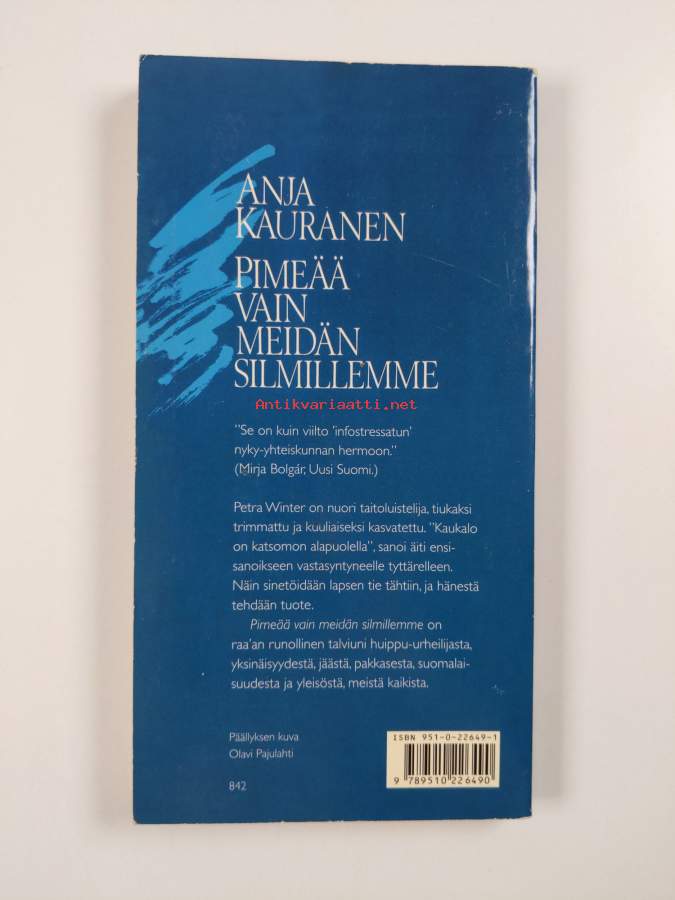 ANJA
KAURANEN
PIMEÄÄ
VAIN
MEIDÄN
SILMILLEMME
Antikvariaatti.net
"Se on kuin viilto 'infostressatun'
nyky-yhteiskunnan hermoon."
(Mirja Bolgár, Uusi Suomi.)
Petra Winter on nuori taitoluistelija, tiukaksi
trimmattu ja kuuliaiseksi kasvatettu. "Kaukalo
on katsomon alapuolella", sanoi äiti ensi-
sanoikseen vastasyntyneelle tyttärelleen.
Näin sinetöidään lapsen tie tähtiin, ja hänestä
tehdään tuote.
Pimeää vain meidän silmillemme on
raa'an runollinen talviuni huippu-urheilijasta,
yksinäisyydestä, jäästä, pakkasesta, suomalai-
suudesta ja yleisöstä, meistä kaikista.
Päällyksen kuva
Olavi Pajulahti
842
ISBN 951-0-22649-1
9 789510 226490